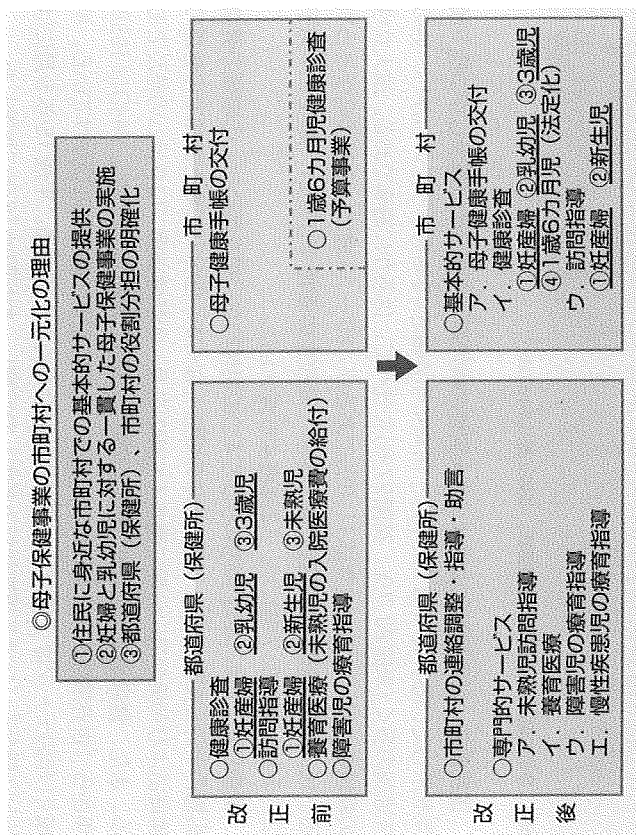 ◎母子保健事業の市町村への一元化の理由
①住民に身近な市町村での基本的サービスの提供
②妊婦と乳幼児に対する一貫した母子保健事業の実施
③都道府県（保健所）、市町村の役割分担の明確化
改正前
都道府県（保健所）
○健康診査
①妊産婦 ②乳幼児 ③3歳児
○訪問指導
①妊産婦 ②新生児 ③未熟児
○養育医療（未熟児の入院医療費の給付）
○障害児の療育指導
市町村
○母子健康手帳の交付
○1歳6カ月児健康診査
（予算事業）
改正後
都道府県（保健所）
○市町村の連絡調整・指導・助言
○専門的サービス
ア．未熟児訪問指導
イ．養育医療
ウ．障害児の療育指導
エ．慢性疾患児の療育指導
市町村
○基本的サービス
ア．母子健康手帳の交付
イ．健康診査
①妊産婦 ②乳幼児 ③3歳児
④1歳6カ月児（法定化）
ウ．訪問指導
①妊産婦 ②新生児